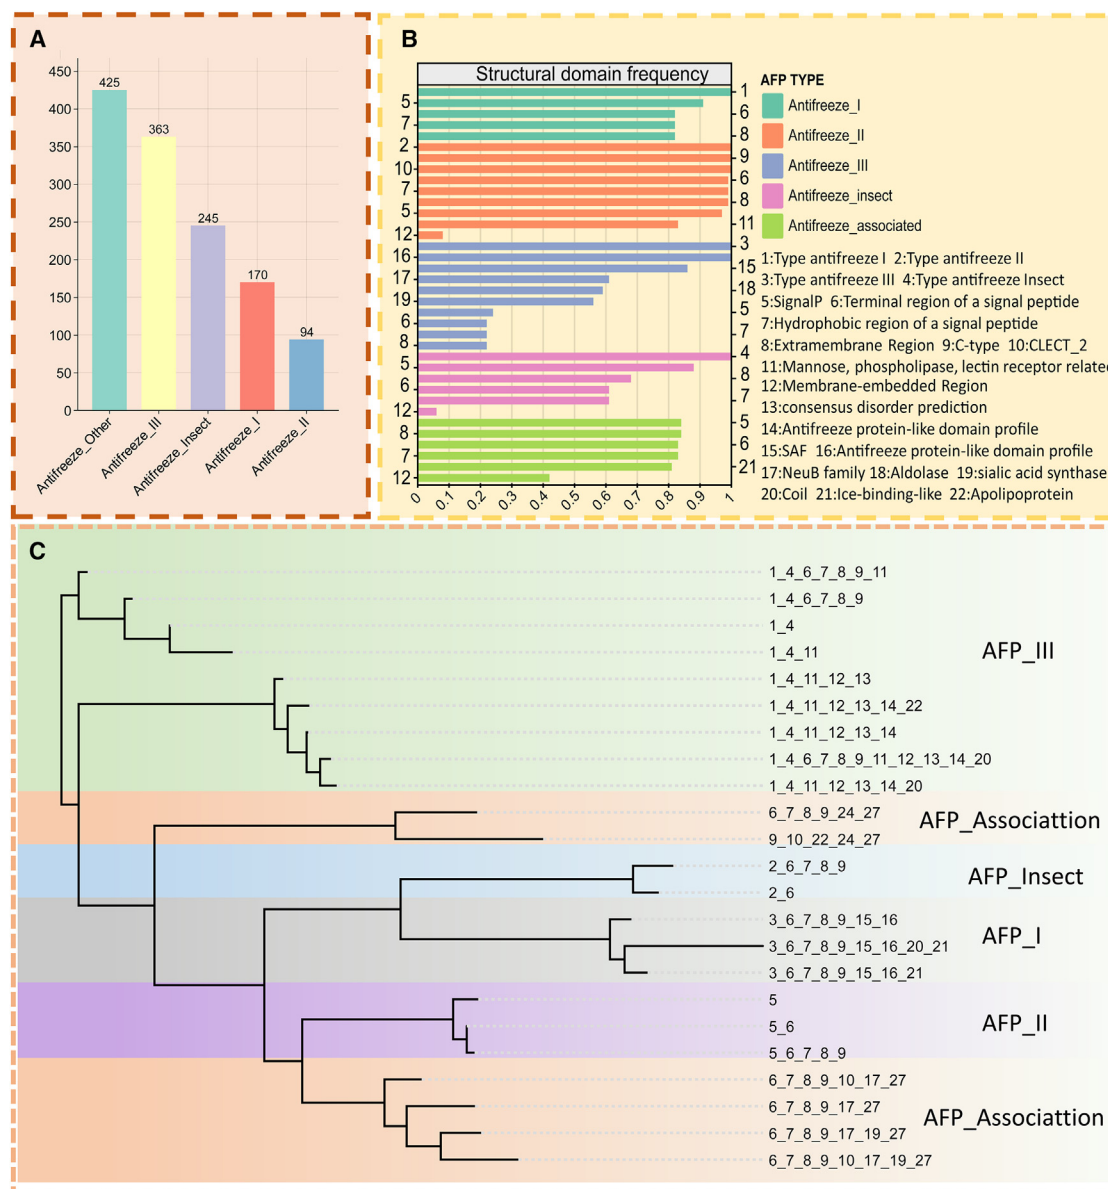 A
450
400
350
300
250
200
150
100
50
0
425
363
245
170
94
Antifreeze_Other
Antifreeze_III
Antifreeze_Insect
Antifreeze_I
Antifreeze_II
B
Structural domain frequency
1
5
6
7
8
2
9
10
6
7
8
5
11
12
3
16
15
17
18
19
5
6
7
8
4
5
8
6
7
12
5
8
6
7
21
12
0
0.1
0.2
0.3
0.4
0.5
0.6
0.7
0.8
0.9
1
AFP TYPE
Antifreeze_I
Antifreeze_II
Antifreeze_III
Antifreeze_insect
Antifreeze_associated
1:Type antifreeze I 2:Type antifreeze II
3:Type antifreeze III 4:Type antifreeze Insect
5:SignalP 6:Terminal region of a signal peptide
7:Hydrophobic region of a signal peptide
8:Extramembrane Region 9:C-type 10:CLECT_2
11:Mannose, phospholipase, lectin receptor relate
12:Membrane-embedded Region
13:consensus disorder prediction
14:Antifreeze protein-like domain profile
15:SAF 16:Antifreeze protein-like domain profile
17:NeuB family 18:Aldolase 19:sialic acid synthase
20:Coil 21:Ice-binding-like 22:Apolipoprotein
C
1_4_6_7_8_9_11
1_4_6_7_8_9
1_4
1_4_11
AFP_III
1_4_11_12_13
1_4_11_12_13_14_22
1_4_11_12_13_14
1_4_6_7_8_9_11_12_13_14_20
1_4_11_12_13_14_20
6_7_8_9_24_27
AFP_Associattion
9_10_22_24_27
2_6_7_8_9
AFP_Insect
2_6
3_6_7_8_9_15_16
AFP_I
3_6_7_8_9_15_16_20_21
3_6_7_8_9_15_16_21
5
AFP_II
5_6
5_6_7_8_9
6_7_8_9_10_17_27
6_7_8_9_17_27
AFP_Associattion
6_7_8_9_17_19_27
6_7_8_9_10_17_19_27